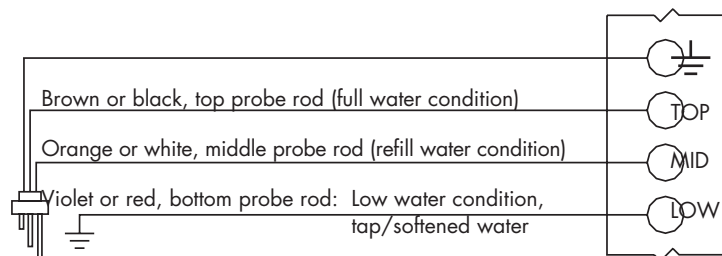 Brown or black, top probe rod (full water condition)
TOP
Orange or white, middle probe rod (refill water condition)
MID
Violet or red, bottom probe rod: Low water condition,
tap/softened water
LOW